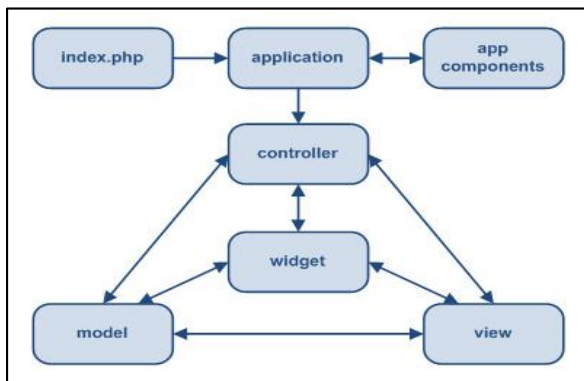 index.php
application
app
components
controller
widget
model
view